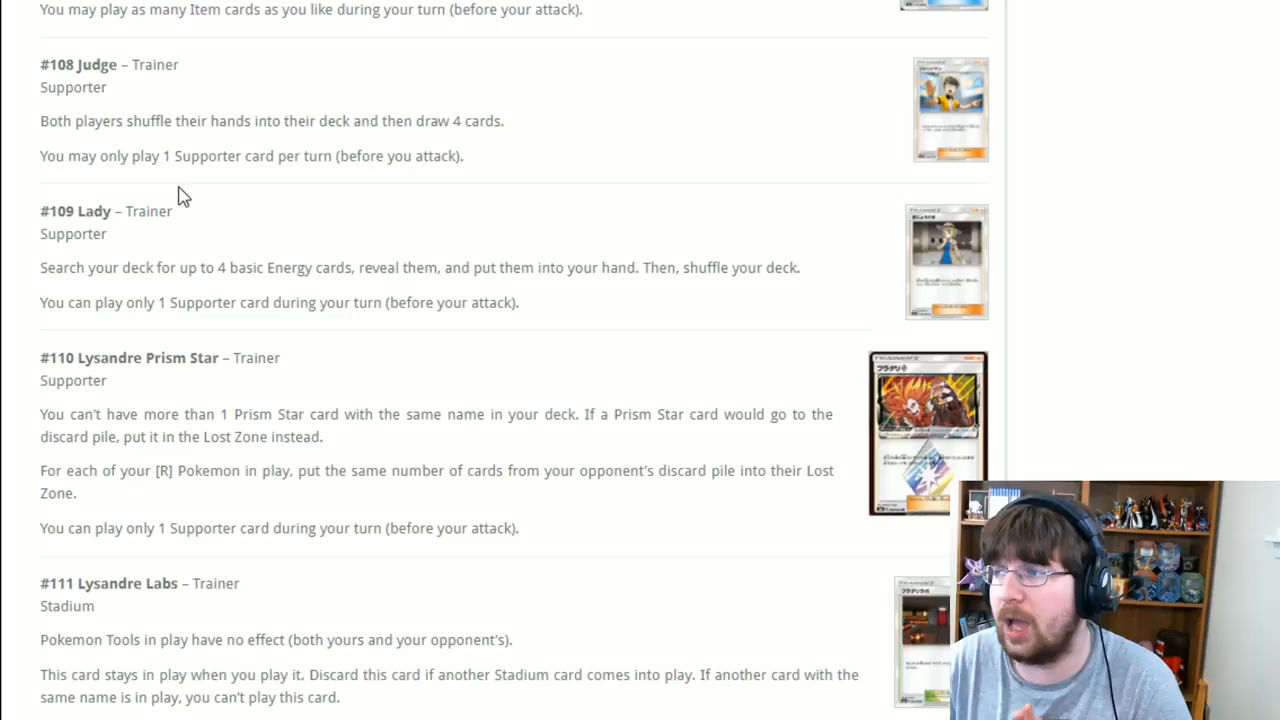 You may play as many Item cards as you like during your turn (before your attack).
#108 Judge – Trainer
Supporter
Both players shuffle their hands into their deck and then draw 4 cards.
You may only play 1 Supporter card per turn (before you attack).
#109 Lady – Trainer
Supporter
Search your deck for up to 4 basic Energy cards, reveal them, and put them into your hand. Then, shuffle your deck.
You can play only 1 Supporter card during your turn (before your attack).
#110 Lysandre Prism Star – Trainer
Supporter
You can't have more than 1 Prism Star card with the same name in your deck. If a Prism Star card would go to the
discard pile, put it in the Lost Zone instead.
For each of your [R] Pokemon in play, put the same number of cards from your opponent's discard pile into their Lost
Zone.
You can play only 1 Supporter card during your turn (before your attack).
#111 Lysandre Labs – Trainer
Stadium
Pokemon Tools in play have no effect (both yours and your opponent's).
This card stays in play when you play it. Discard this card if another Stadium card comes into play. If another card with the
same name is in play, you can't play this card.